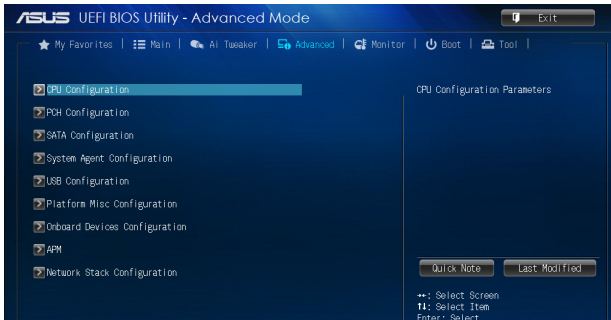 ASUS UEFI BIOS Utility - Advanced Mode
Exit
My Favorites | Main | Ai Tweaker | Advanced | Monitor | Boot | Tool |
CPU Configuration
CPU Configuration Parameters
PCH Configuration
SATA Configuration
System Agent Configuration
USB Configuration
Platform Misc Configuration
Onboard Devices Configuration
APM
Network Stack Configuration
Quick Note
Last Modified
→←: Select Screen
↑↓: Select Item
Enter: Select